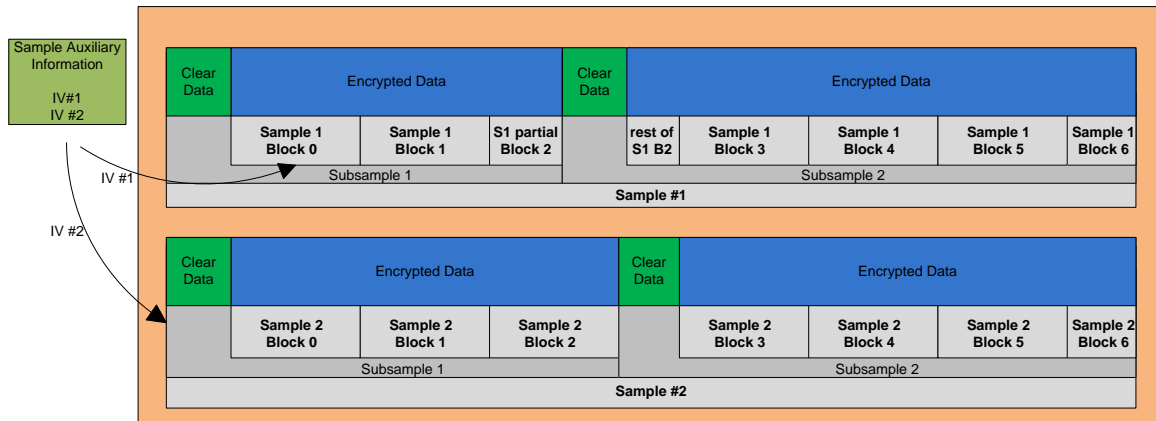 Sample Auxiliary
Information
IV#1
IV #2
IV #1
IV #2
Clear
Data
Encrypted Data
Clear
Data
Encrypted Data
Sample 1
Block 0
Sample 1
Block 1
S1 partial
Block 2
rest of
S1 B2
Sample 1
Block 3
Sample 1
Block 4
Sample 1
Block 5
Sample 1
Block 6
Subsample 1
Subsample 2
Sample #1
Clear
Data
Encrypted Data
Clear
Data
Encrypted Data
Sample 2
Block 0
Sample 2
Block 1
Sample 2
Block 2
Sample 2
Block 3
Sample 2
Block 4
Sample 2
Block 5
Sample 2
Block 6
Subsample 1
Subsample 2
Sample #2